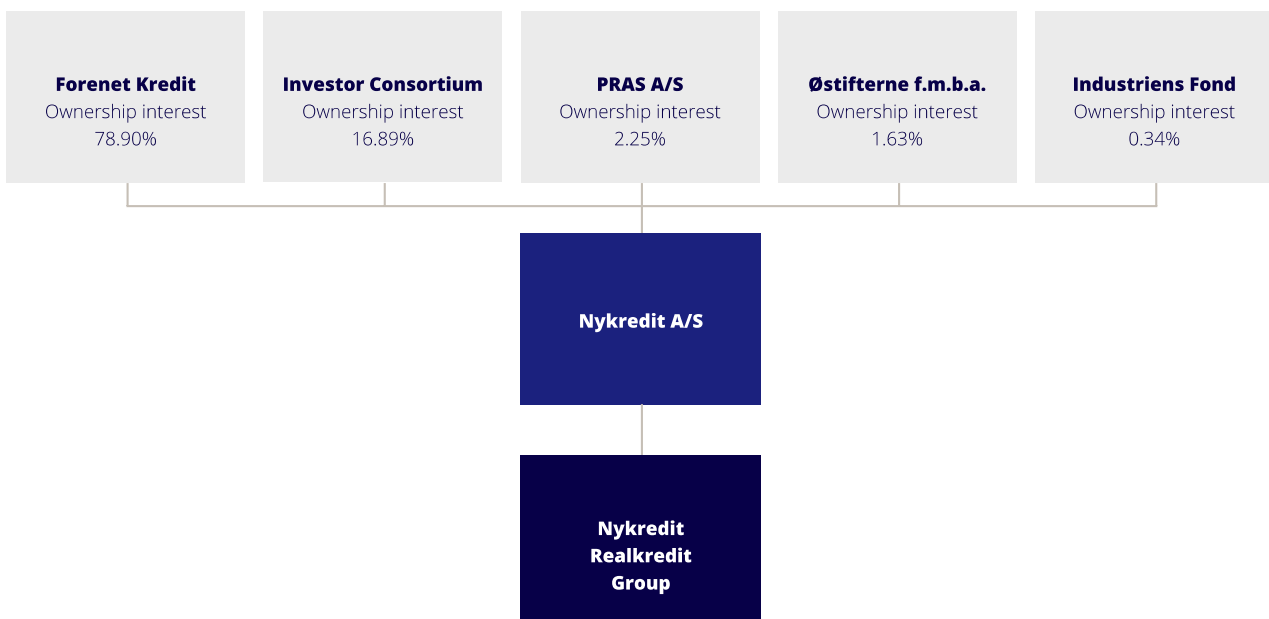 Forenet Kredit
Ownership interest
78.90%
Investor Consortium
Ownership interest
16.89%
PRAS A/S
Ownership interest
2.25%
Østifterne f.m.b.a.
Ownership interest
1.63%
Industriens Fond
Ownership interest
0.34%
Nykredit A/S
Nykredit
Realkredit
Group